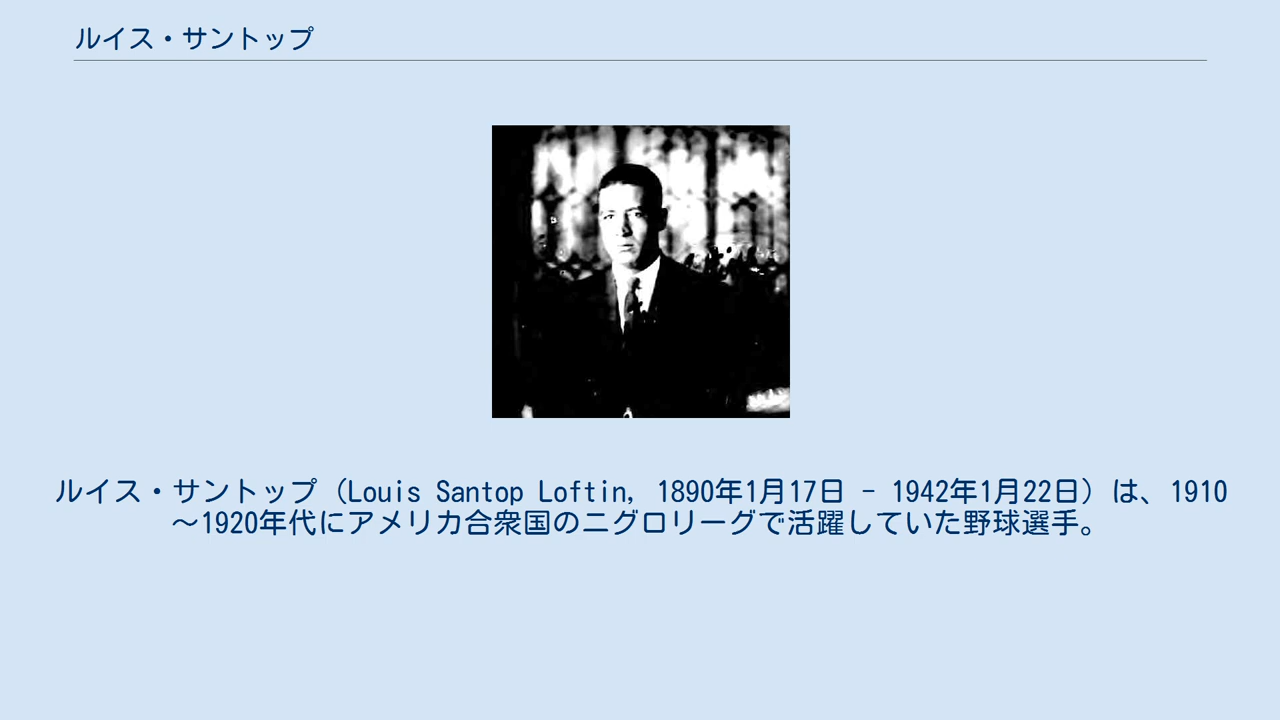 ルイス・サントップ
ルイス・サントップ（Louis Santop Loftin, 1890年1月17日 - 1942年1月22日）は、1910
～1920年代にアメリカ合衆国のニグロリーグで活躍していた野球選手。